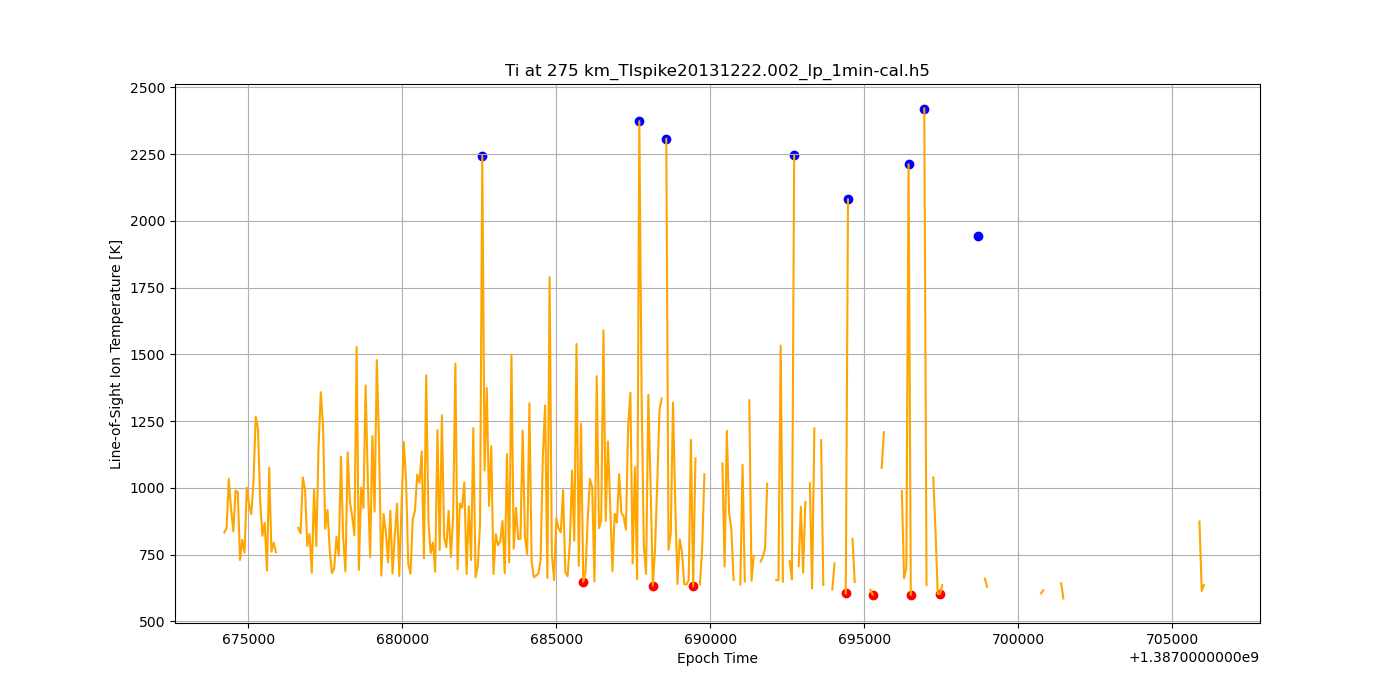 Ti at 275 km_TIspike20131222.002_lp_1min-cal.h5
Line-of-Sight Ion Temperature [K]
2500
2250
2000
1750
1500
1250
1000
750
500
675000 680000 685000 690000 695000 700000 705000
Epoch Time
+1.3870000000e9